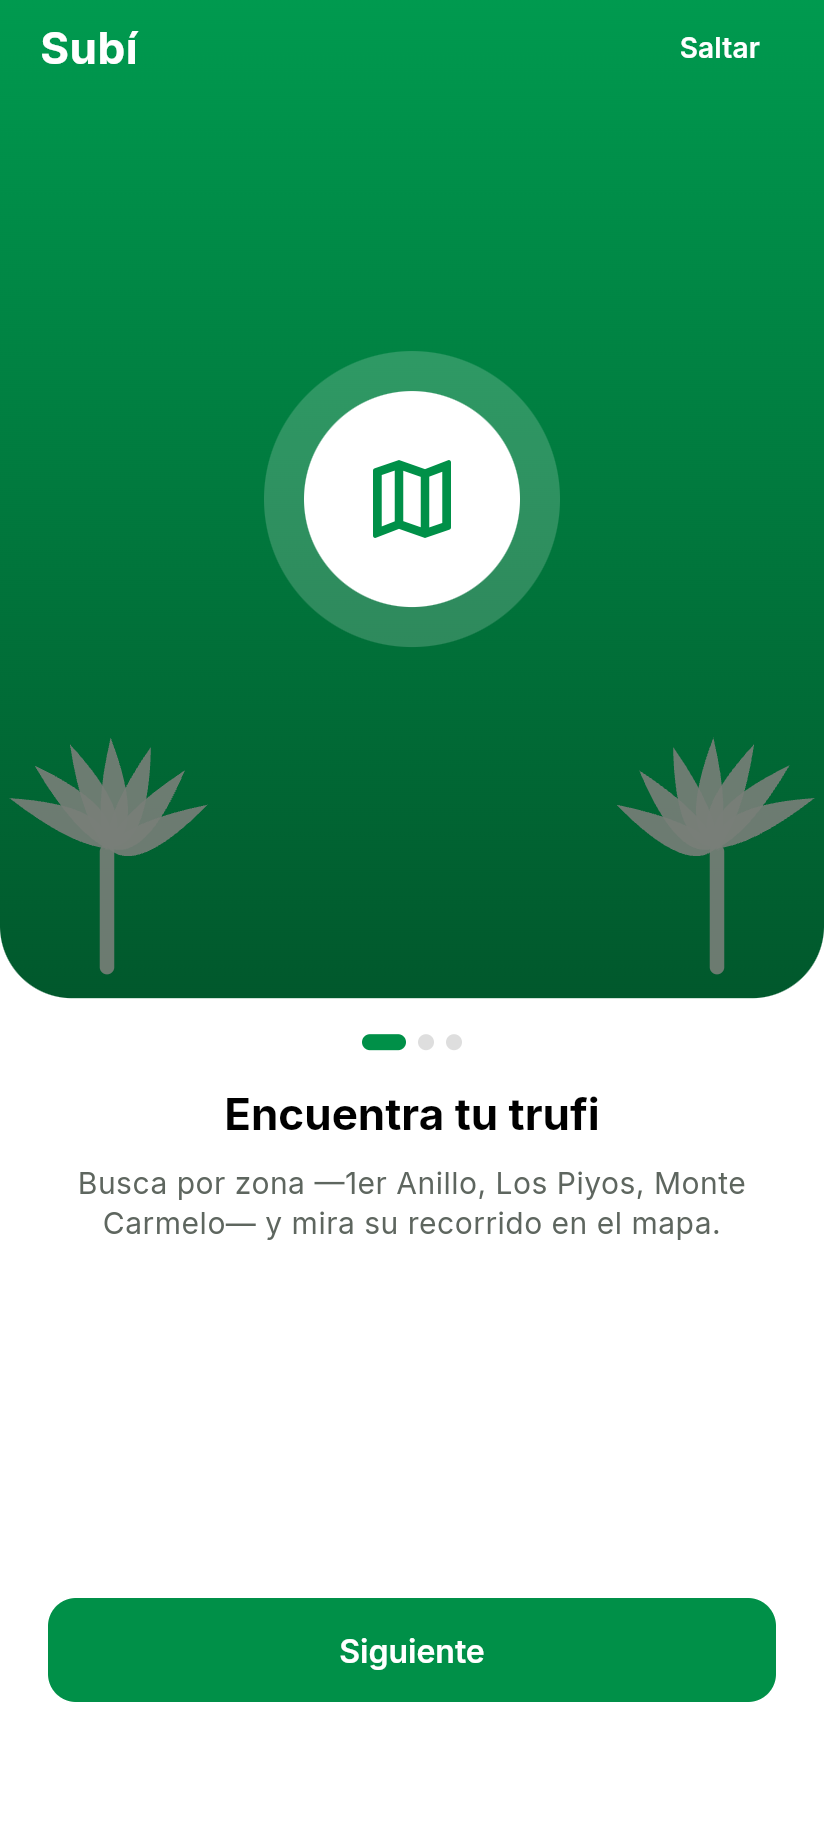 Subí
Saltar
Encuentra tu trufi
Busca por zona —1er Anillo, Los Piyos, Monte
Carmelo— y mira su recorrido en el mapa.
Siguiente